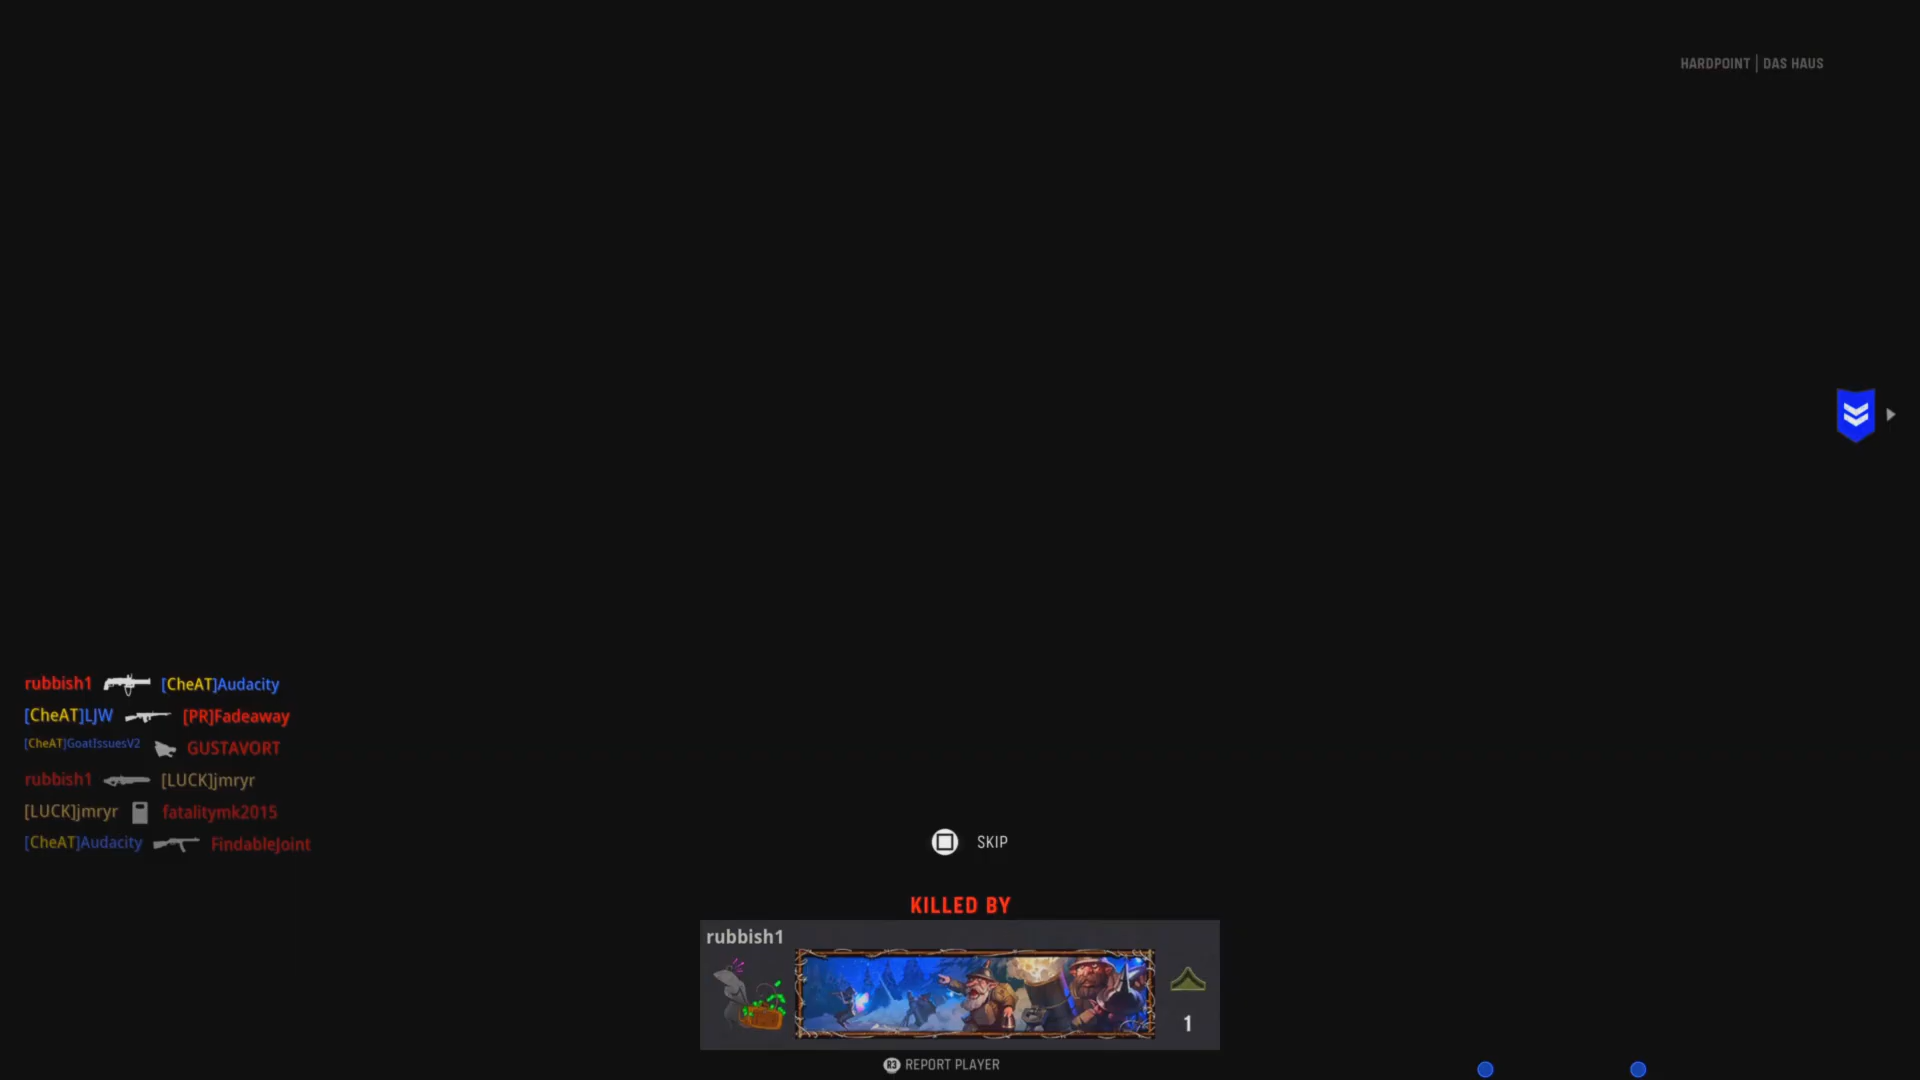 HARDPOINT | DAS HAUS
rubbish1 [CheAT]Audacity
[CheAT]LJW [PR]Fadeaway
[CheAT]GoatIssuesV2 GUSTAVORT
rubbish1 [LUCK]jmryr
[LUCK]jmryr fatalitymk2015
[CheAT]Audacity FindableJoint
SKIP
KILLED BY
rubbish1
1
R3 REPORT PLAYER